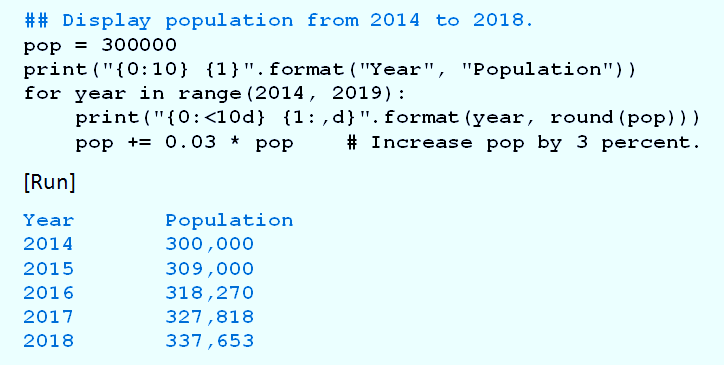 ## Display population from 2014 to 2018.
pop = 300000
print("{0:10} {1}".format("Year", "Population"))
for year in range(2014, 2019):
    print("{0:<10d} {1:,d}".format(year, round(pop)))
    pop += 0.03 * pop    # Increase pop by 3 percent.
[Run]
Year       Population
2014       300,000
2015       309,000
2016       318,270
2017       327,818
2018       337,653